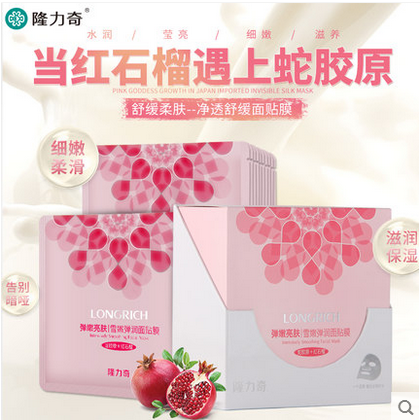 隆力奇
水润 / 莹亮 / 细嫩 / 滋养
当红石榴遇上蛇胶原
PINK GODDESS GROWTH IN JAPAN IMPORTED INVISIBLE SILK MASK
舒缓柔肤--净透舒缓面贴膜
细嫩
柔滑
滋润
保湿
告别
暗哑
LONGRICH
弹嫩亮肤|雪嫩弹润面贴膜
隆力奇
LONGRICH
弹嫩亮肤|雪嫩弹润面贴膜
隆力奇